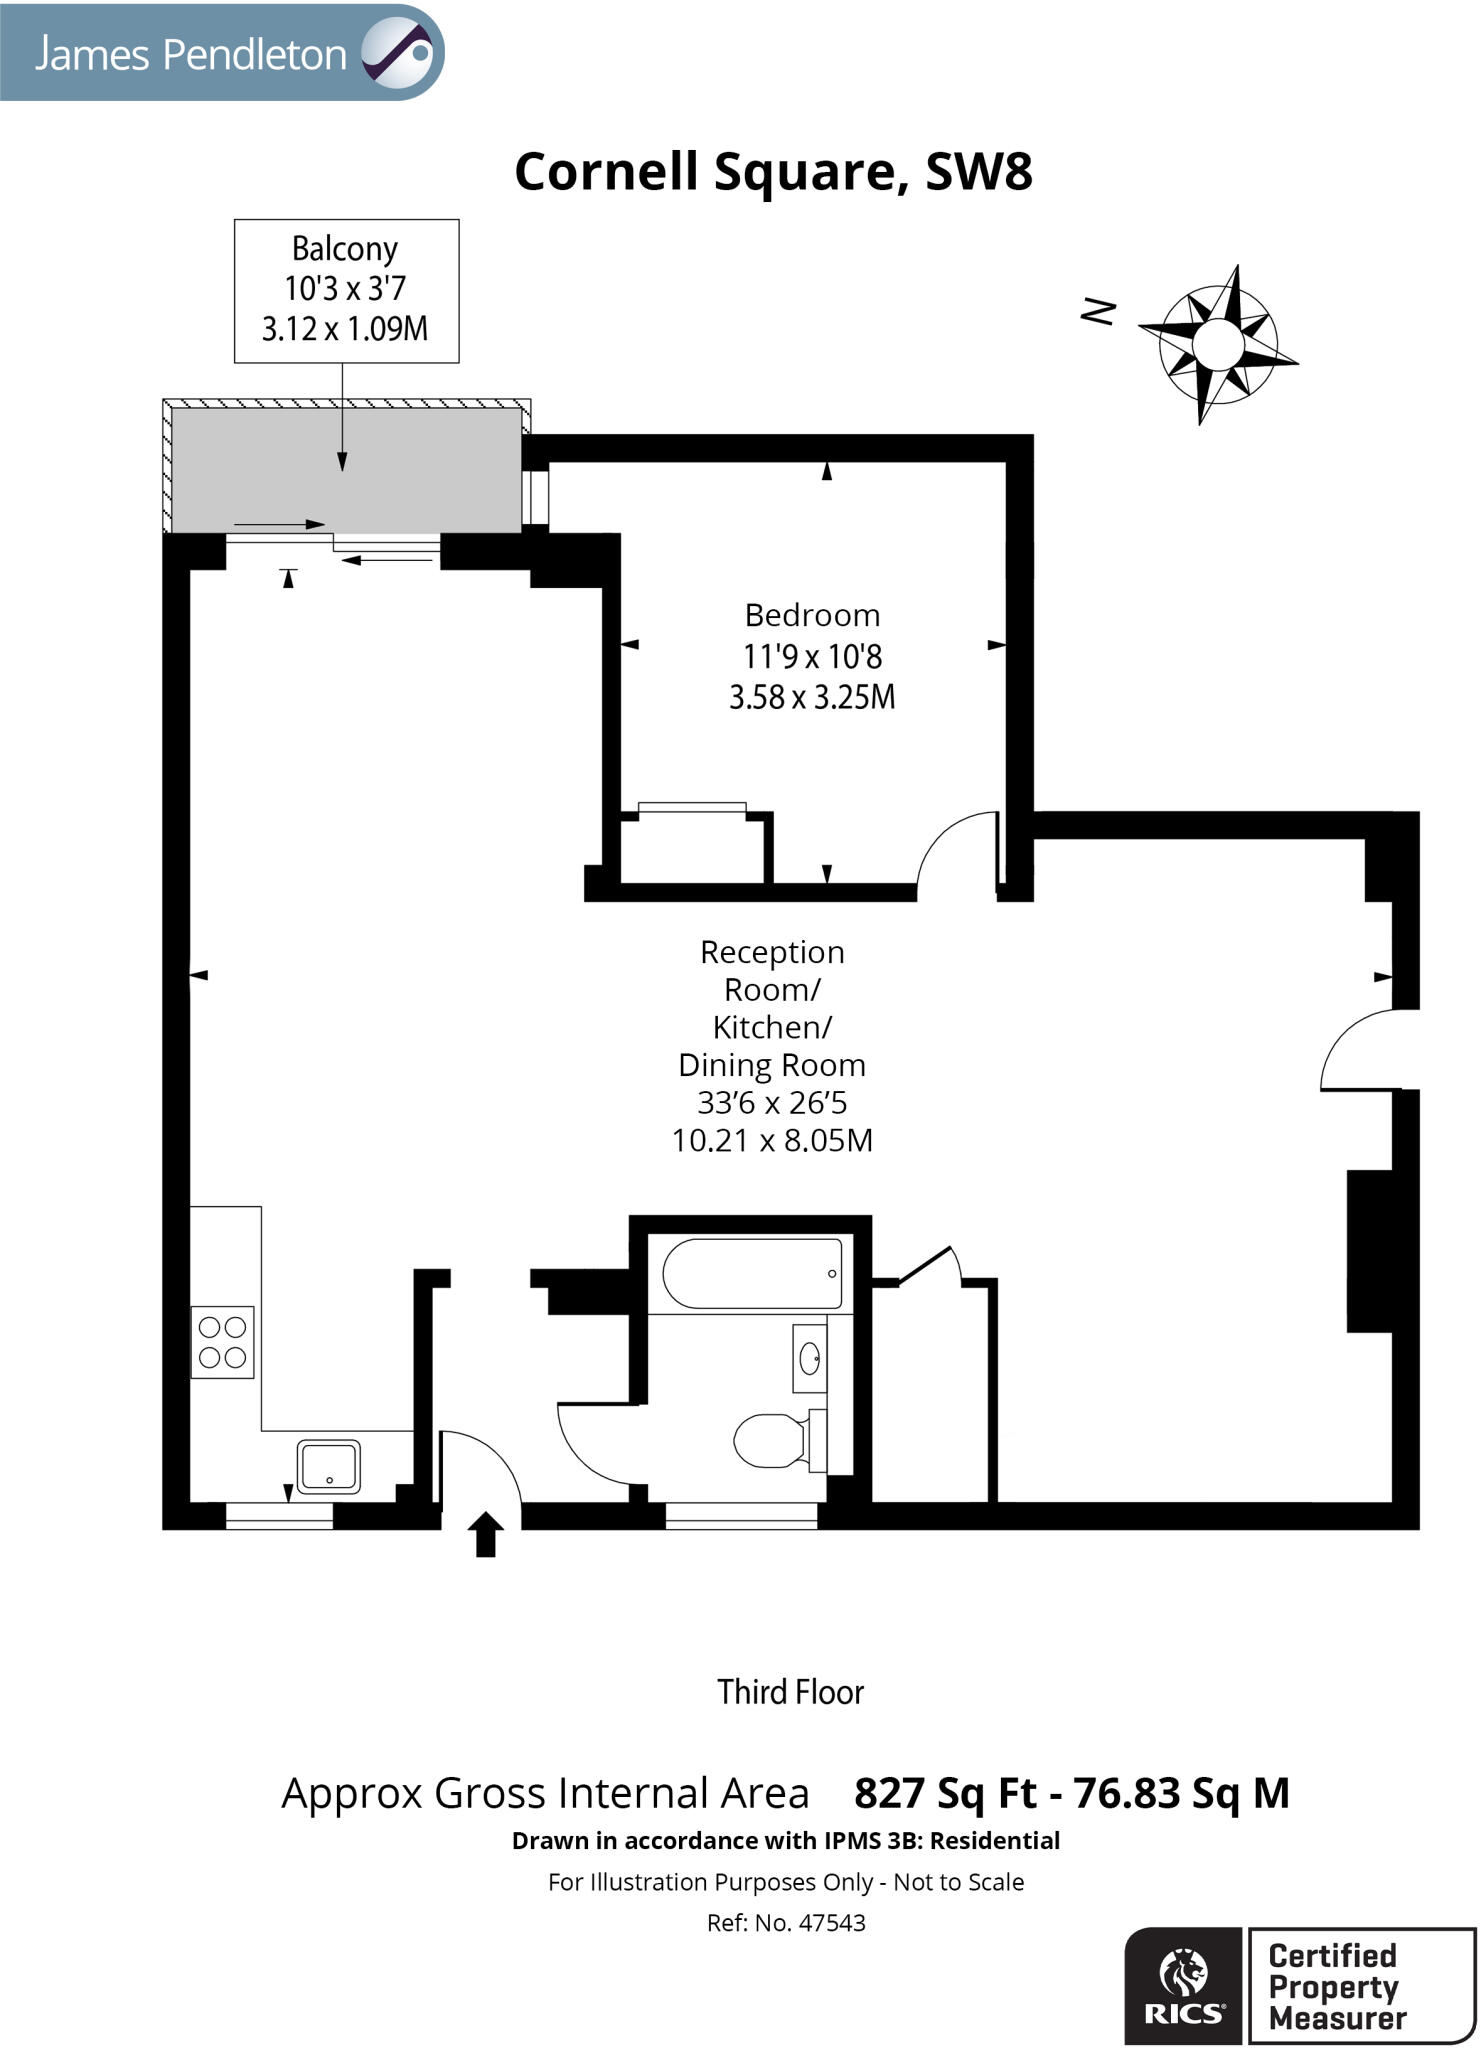 James Pendleton
Cornell Square, SW8
Balcony
10'3 x 3'7
3.12 x 1.09M
N
Bedroom
11'9 x 10'8
3.58 x 3.25M
Reception
Room/
Kitchen/
Dining Room
33’6 x 26’5
10.21 x 8.05M
Third Floor
Approx Gross Internal Area 827 Sq Ft - 76.83 Sq M
Drawn in accordance with IPMS 3B: Residential
For Illustration Purposes Only - Not to Scale
Ref: No. 47543
RICS®
Certified
Property
Measurer